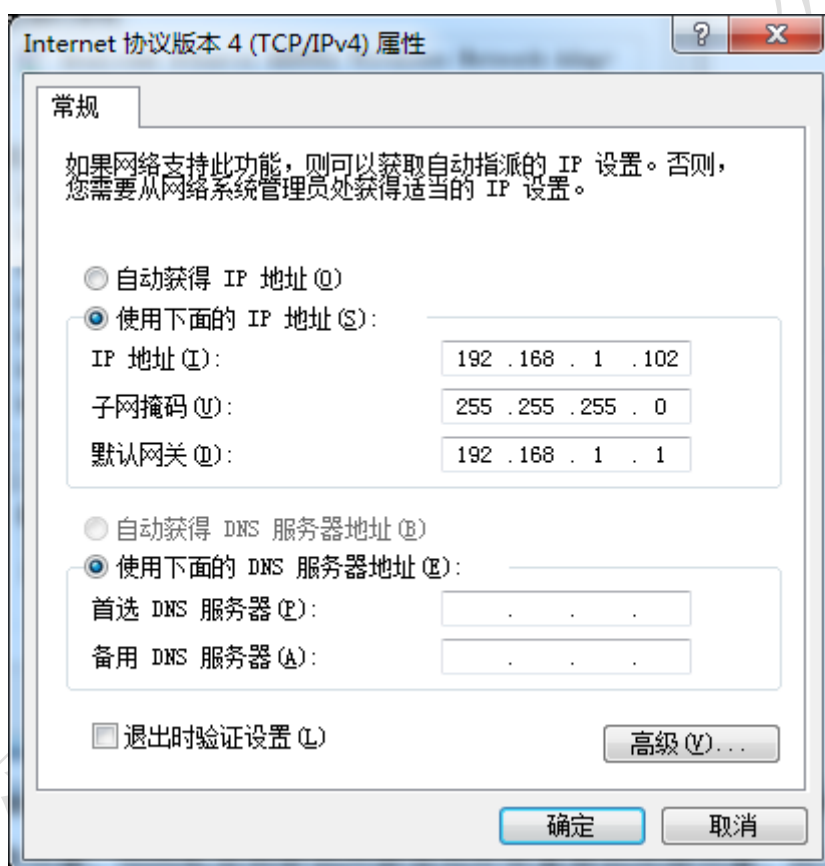 Internet 协议版本 4 (TCP/IPv4) 属性
常规
如果网络支持此功能，则可以获取自动指派的 IP 设置。否则，
您需要从网络系统管理员处获得适当的 IP 设置。
自动获得 IP 地址(O)
使用下面的 IP 地址(S):
IP 地址(I): 192 .168 . 1 .102
子网掩码(U): 255 .255 .255 . 0
默认网关(D): 192 .168 . 1 . 1
自动获得 DNS 服务器地址(B)
使用下面的 DNS 服务器地址(E):
首选 DNS 服务器(P): . . .
备用 DNS 服务器(A): . . .
退出时验证设置(L)
高级(V)...
确定 取消